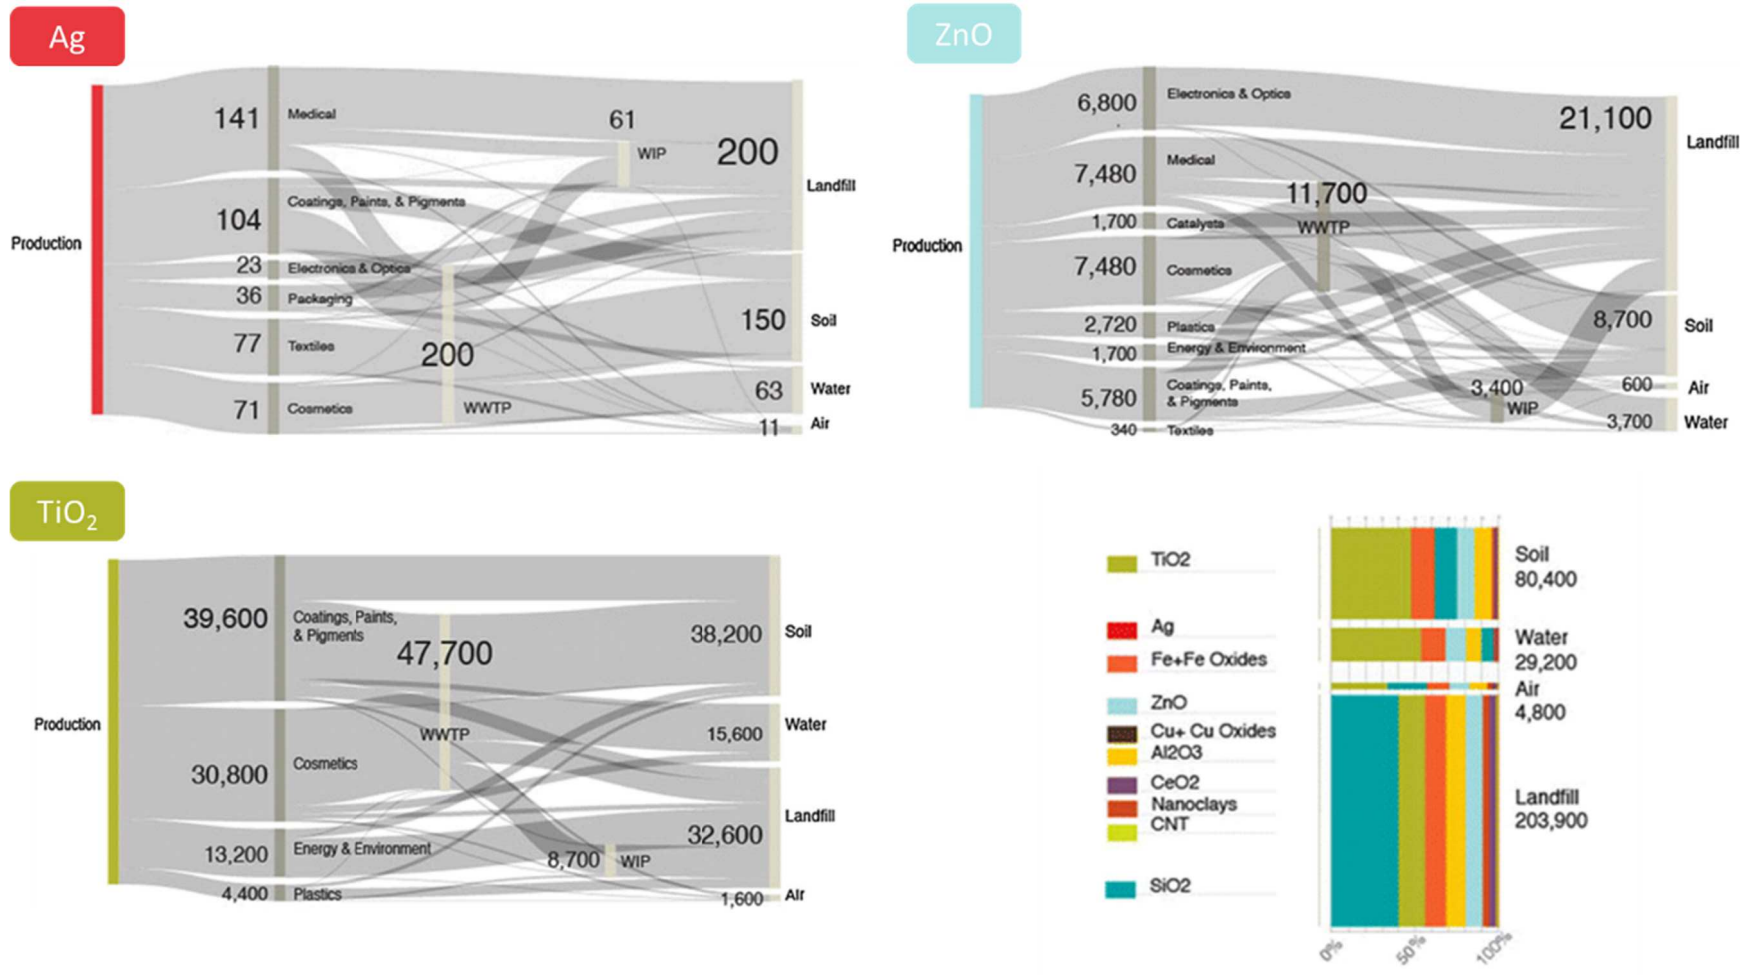 Ag
141
Medical
61
WIP
200
Landfill
Coatings, Paints, & Pigments
104
Production
23
Electronics & Optics
36
Packaging
150
Soil
77
Textiles
200
63
Water
71
Cosmetics
WWTP
11
Air
ZnO
6,800
Electronics & Optics
21,100
Landfill
7,480
Medical
11,700
1,700
Catalysts
WWTP
Production
7,480
Cosmetics
2,720
Plastics
8,700
Soil
1,700
Energy & Environment
5,780
Coatings, Paints,
& Pigments
3,400
WIP
600
Air
340
Textiles
3,700
Water
TiO2
39,600
Coatings, Paints,
& Pigments
47,700
38,200
Soil
Production
WWTP
15,600
Water
30,800
Cosmetics
Landfill
32,600
13,200
Energy & Environment
8,700
WIP
4,400
Plastics
1,600
Air
TiO2
Ag
Fe+Fe Oxides
ZnO
Cu+ Cu Oxides
Al2O3
CeO2
Nanoclays
CNT
SiO2
Soil
80,400
Water
29,200
Air
4,800
Landfill
203,900
0%
50%
100%